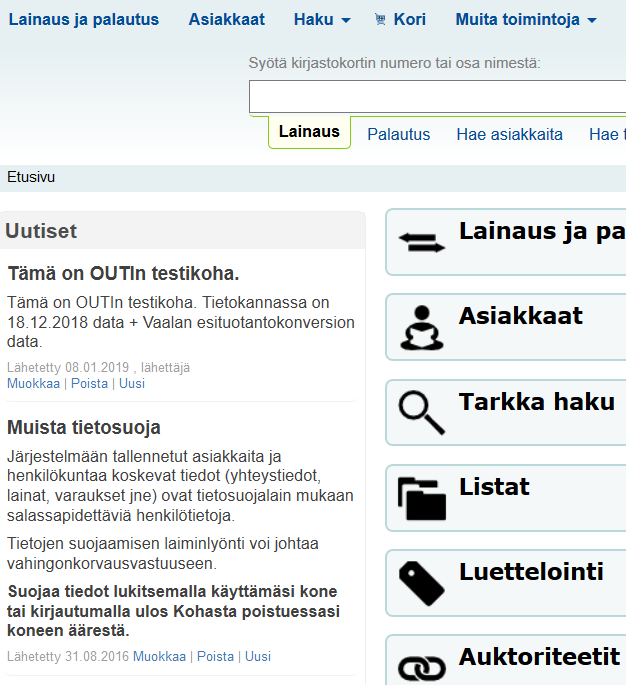 Lainaus ja palautus Asiakkaat Haku Kori Muita toimintoja
Syötä kirjastokortin numero tai osa nimestä:
Lainaus Palautus Hae asiakkaita Hae
Etusivu
Uutiset
Tämä on OUTIn testikoha.
Tämä on OUTIn testikoha. Tietokannassa on
18.12.2018 data + Vaalan esituotantokonversion
data.
Lähetetty 08.01.2019 , lähettäjä
Muokkaa | Poista | Uusi
Muista tietosuoja
Järjestelmään tallennetut asiakkaita ja
henkilökuntaa koskevat tiedot (yhteystiedot,
lainat, varaukset jne) ovat tietosuojalain mukaan
salassapidettäviä henkilötietoja.
Tietojen suojaamisen laiminlyönti voi johtaa
vahingonkorvausvastuuseen.
Suojaa tiedot lukitsemalla käyttämäsi kone
tai kirjautumalla ulos Kohasta poistuessasi
koneen äärestä.
Lähetetty 31.08.2016 Muokkaa | Poista | Uusi
Lainaus ja pa
Asiakkaat
Tarkka haku
Listat
Luettelointi
Auktoriteetit